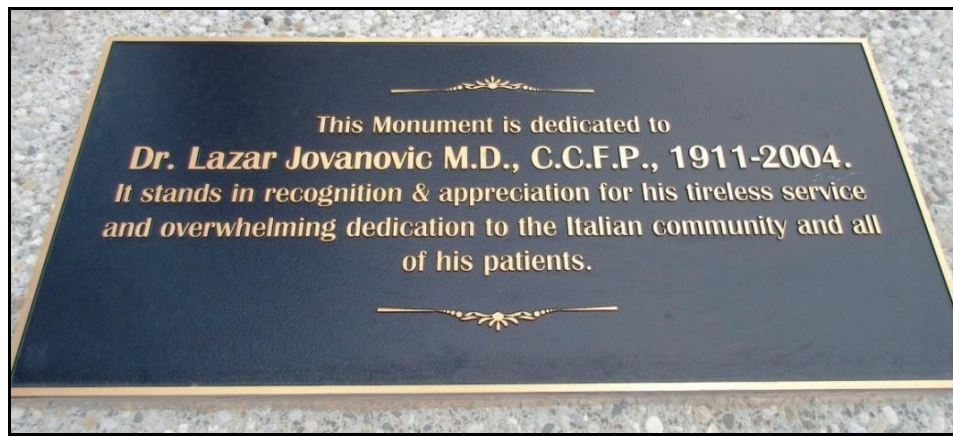 This Monument is dedicated to
Dr. Lazar Jovanovic M.D., C.C.F.P., 1911-2004.
It stands in recognition & appreciation for his tireless service
and overwhelming dedication to the Italian community and all
of his patients.